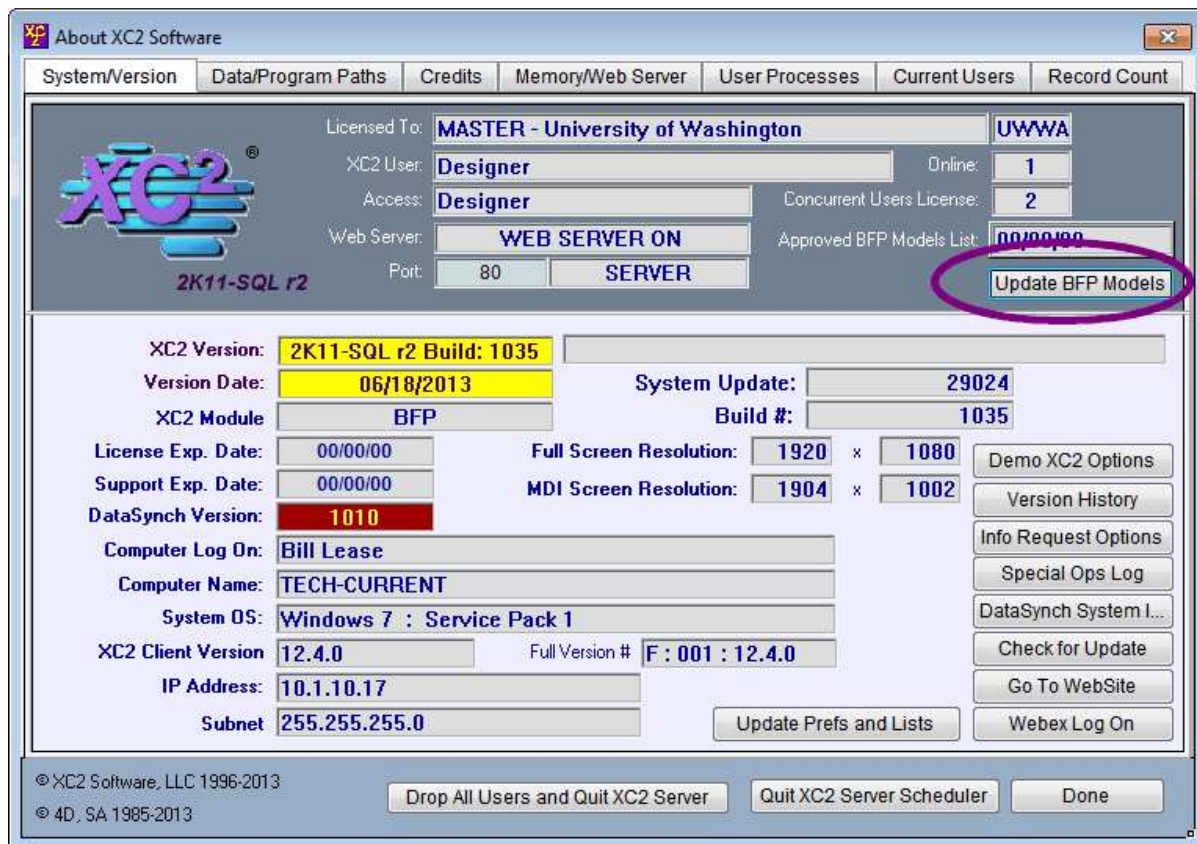 About XC2 Software
System/Version Data/Program Paths Credits Memory/Web Server User Processes Current Users Record Count
XC2 ®
2K11-SQL r2
Licensed To: MASTER - University of Washington UWWA
XC2 User: Designer Online: 1
Access: Designer Concurrent Users License: 2
Web Server: WEB SERVER ON Approved BFP Models List: 00/00/00
Port: 80 SERVER
Update BFP Models
XC2 Version: 2K11-SQL r2 Build: 1035
Version Date: 06/18/2013 System Update: 29024
XC2 Module BFP Build #: 1035
License Exp. Date: 00/00/00 Full Screen Resolution: 1920 x 1080
Support Exp. Date: 00/00/00 MDI Screen Resolution: 1904 x 1002
DataSynch Version: 1010
Computer Log On: Bill Lease
Computer Name: TECH-CURRENT
System OS: Windows 7 : Service Pack 1
XC2 Client Version 12.4.0 Full Version # F : 001 : 12.4.0
IP Address: 10.1.10.17
Subnet 255.255.255.0
Update Prefs and Lists
Demo XC2 Options
Version History
Info Request Options
Special Ops Log
DataSynch System I...
Check for Update
Go To WebSite
Webex Log On
© XC2 Software, LLC 1996-2013
© 4D, SA 1985-2013
Drop All Users and Quit XC2 Server Quit XC2 Server Scheduler Done